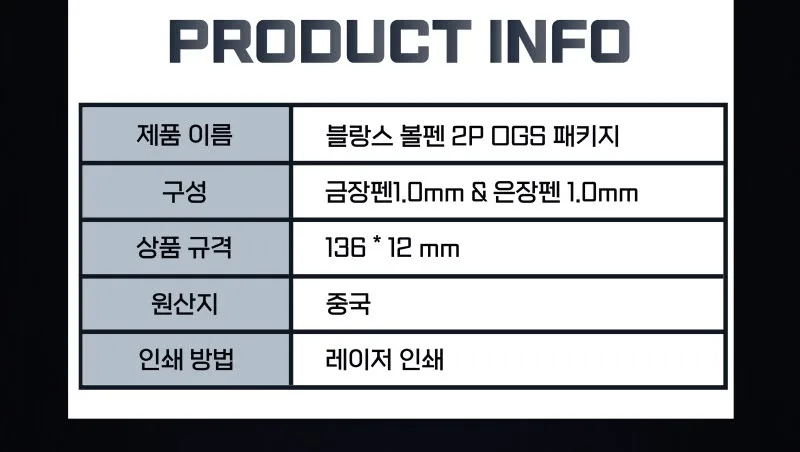 PRODUCT INFO
제품 이름 블랑스 볼펜 2P OGS 패키지
구성 금장펜1.0mm & 은장펜 1.0mm
상품 규격 136 * 12 mm
원산지 중국
인쇄 방법 레이저 인쇄